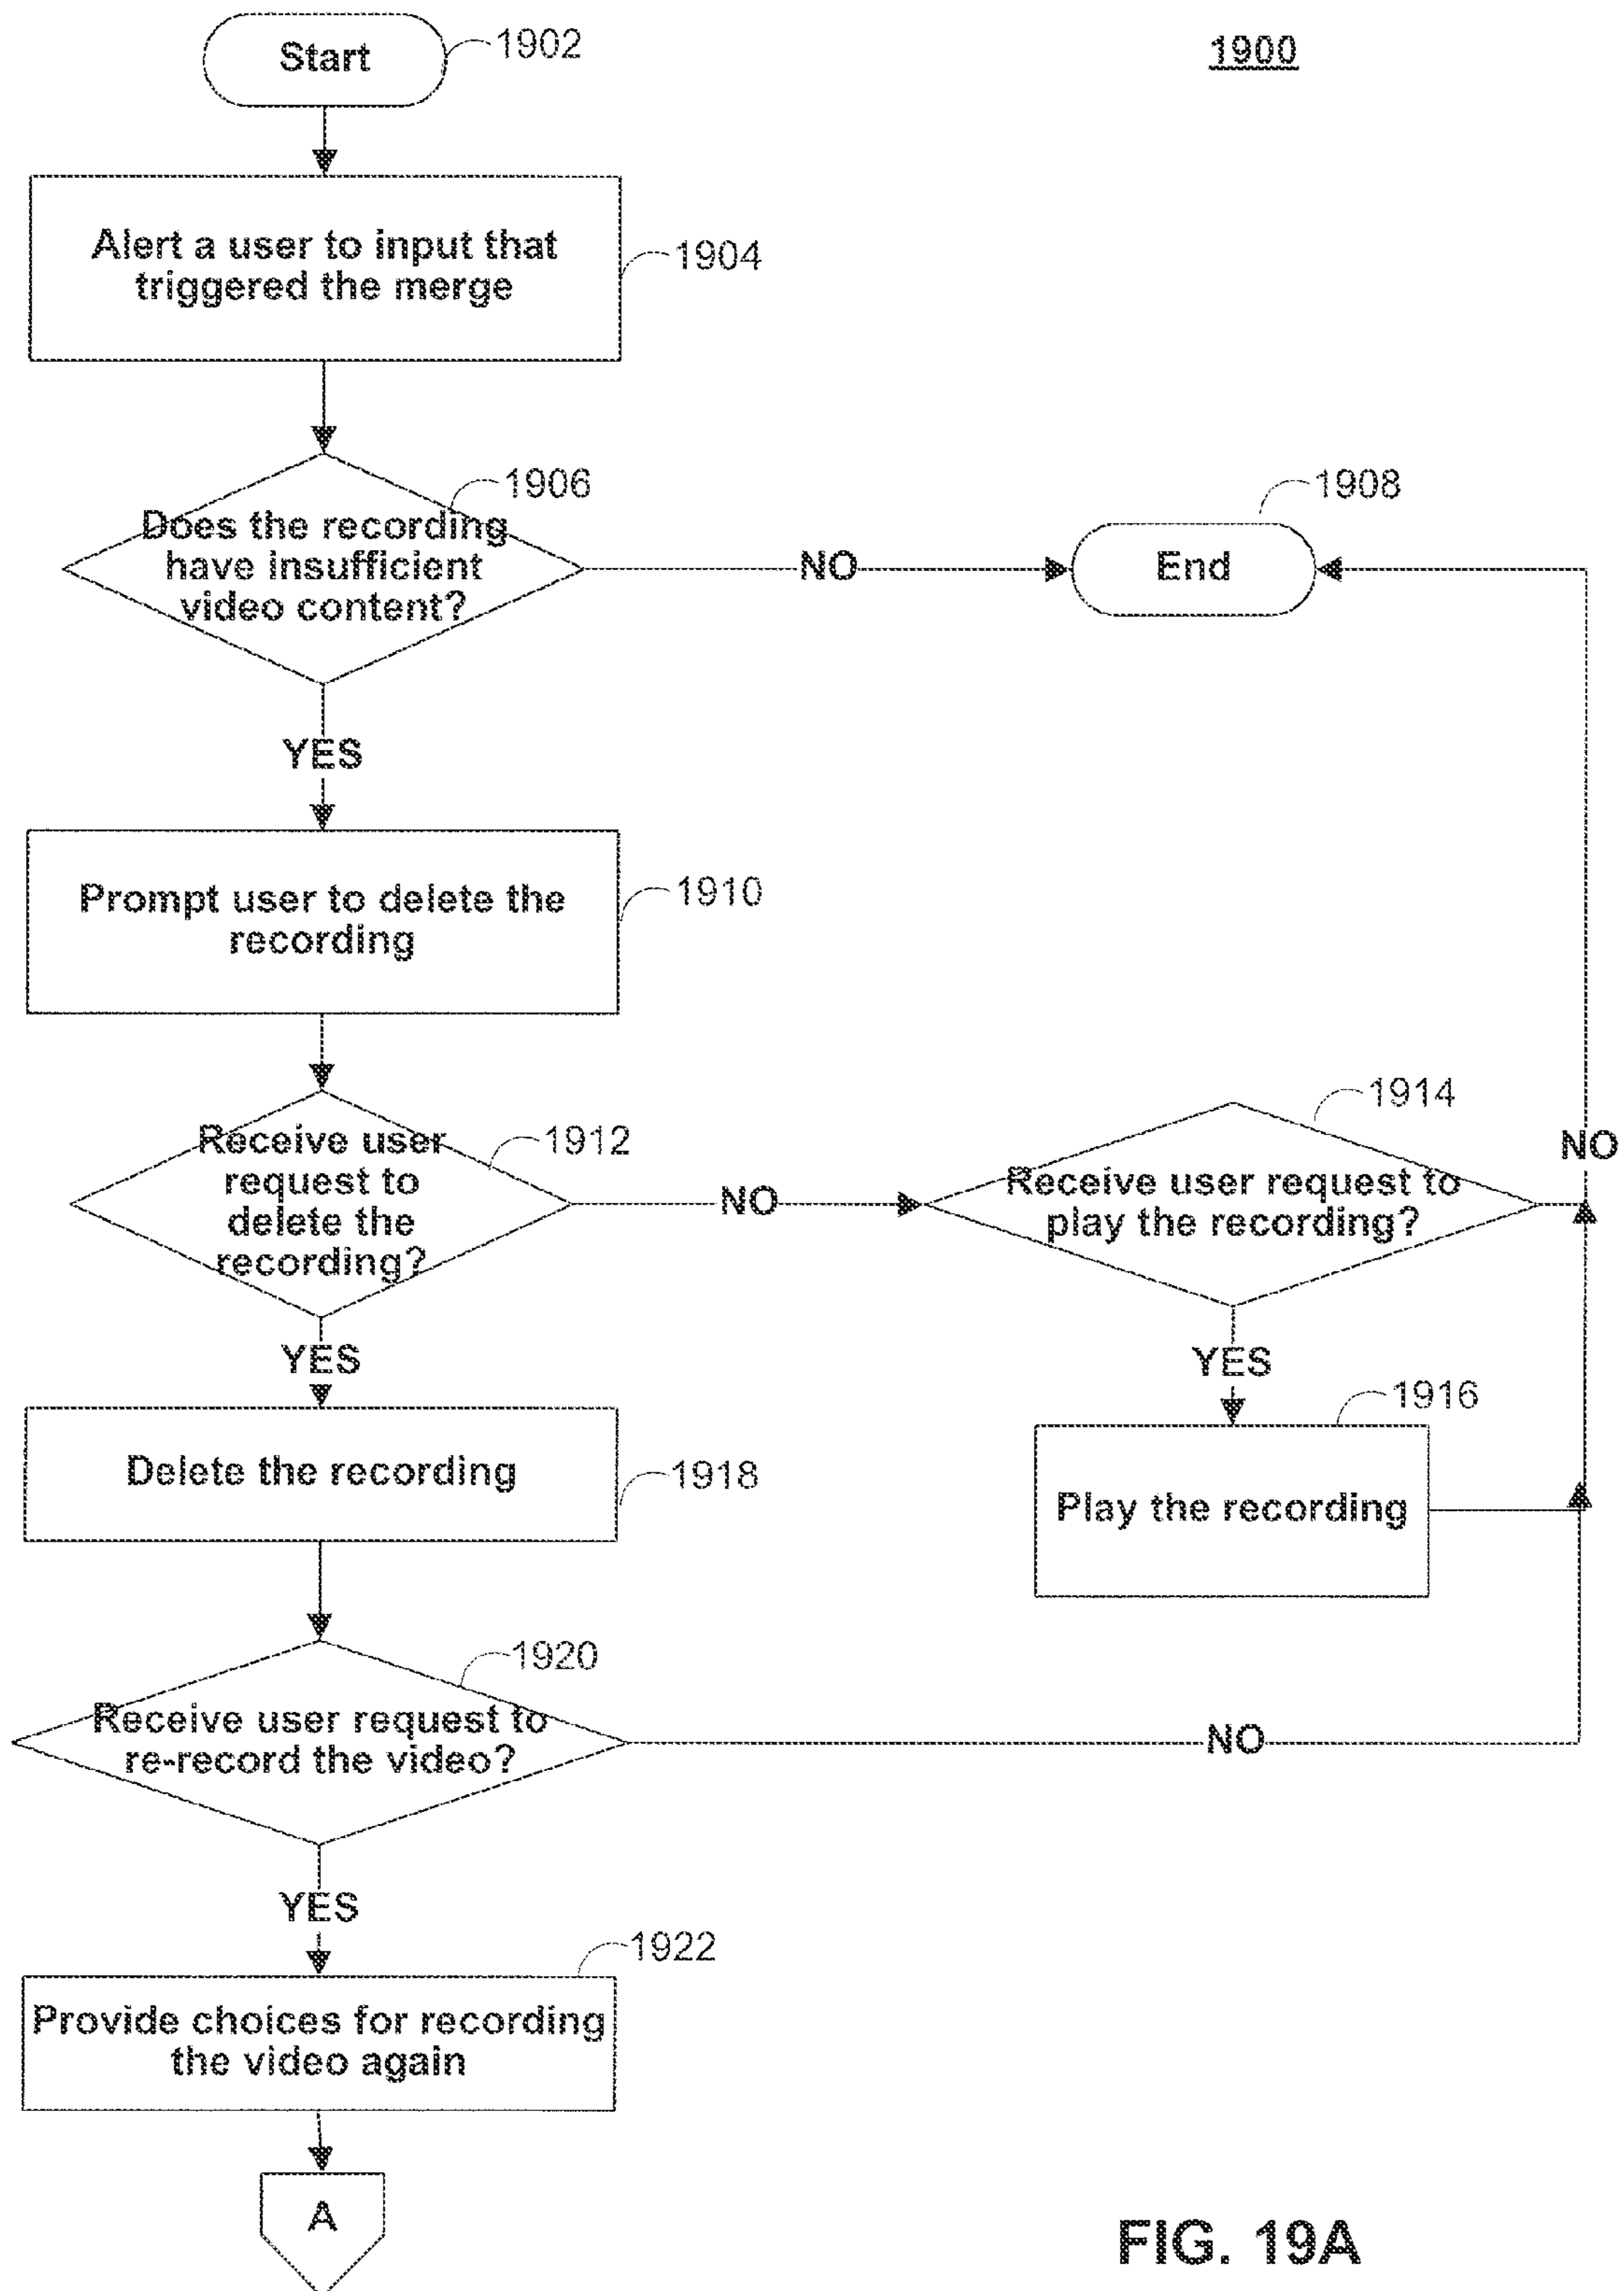 Start
1902
1900
Alert a user to input that
triggered the merge
1904
1906
Does the recording
have insufficient
video content?
NO
1908
End
YES
Prompt user to delete the
recording
1910
1912
Receive user
request to
delete the
recording?
NO
1914
Receive user request to
play the recording?
NO
YES
YES
1916
Delete the recording
1918
Play the recording
1920
Receive user request to
re-record the video?
NO
YES
1922
Provide choices for recording
the video again
A
FIG. 19A